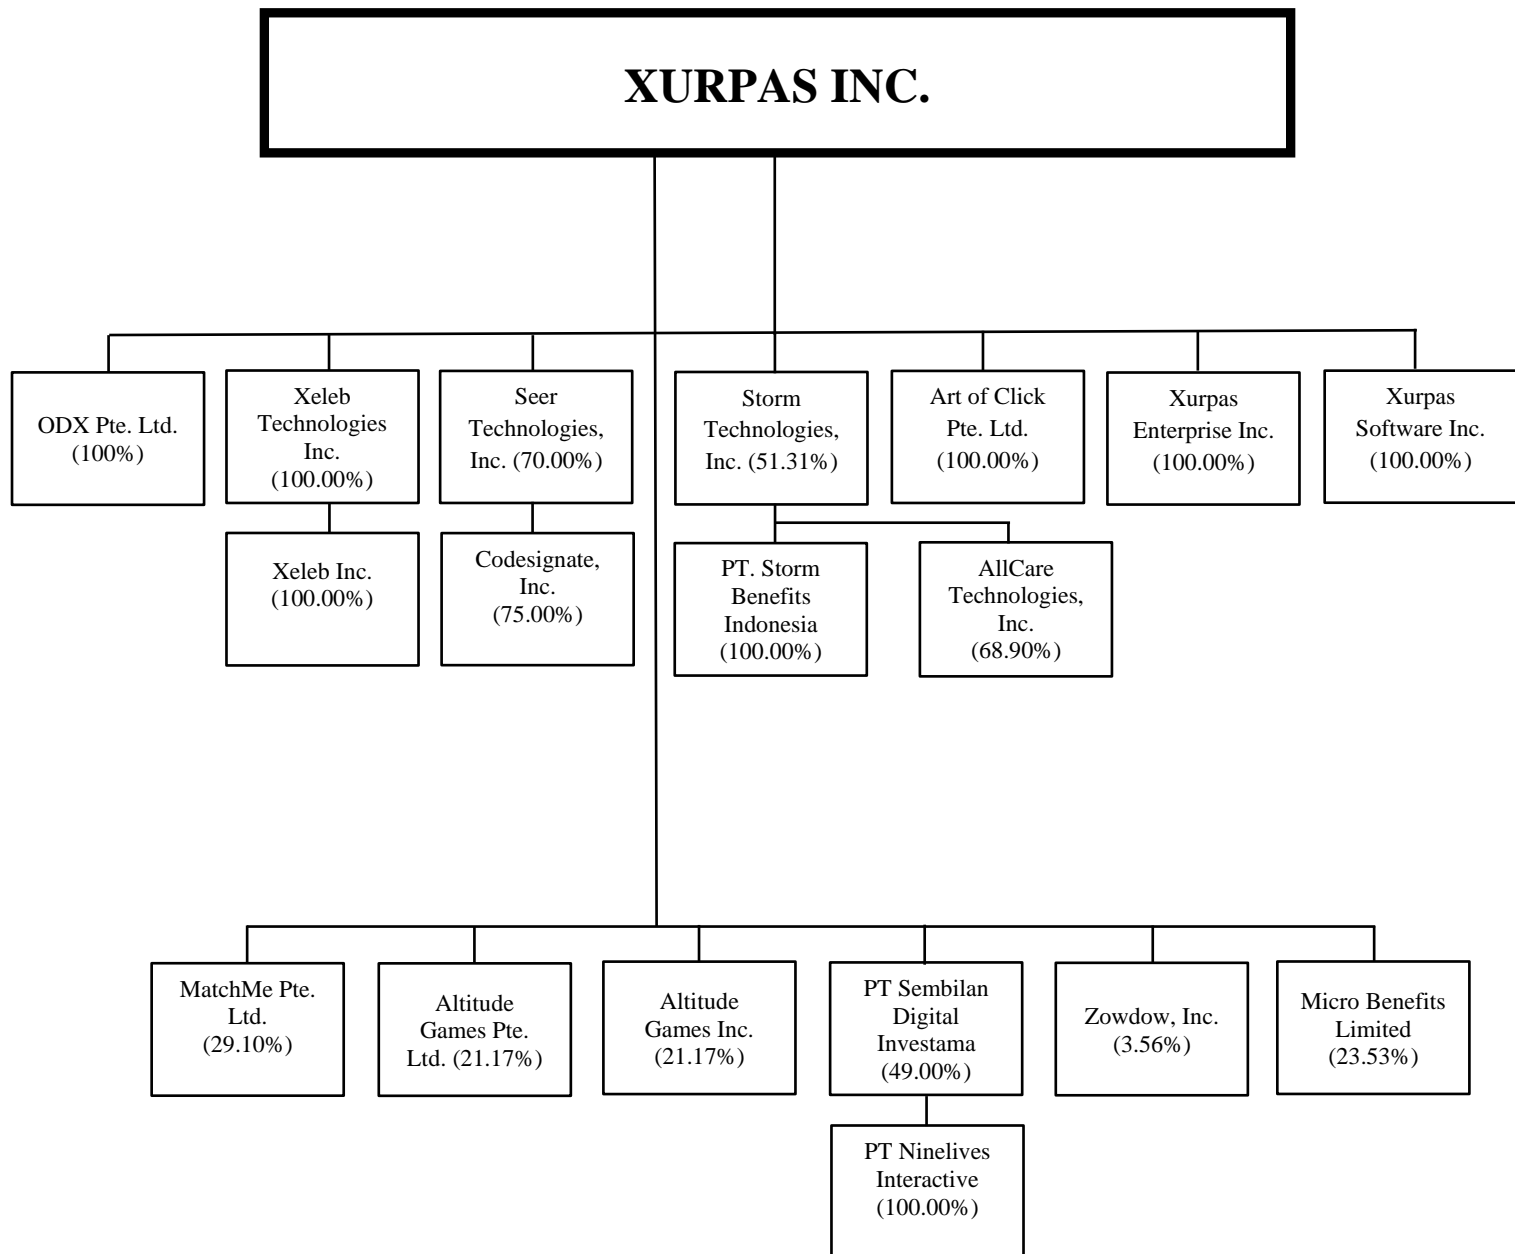 XURPAS INC.
ODX Pte. Ltd.
(100%)
Xeleb
Technologies
Inc.
(100.00%)
Seer
Technologies,
Inc. (70.00%)
Storm
Technologies,
Inc. (51.31%)
Art of Click
Pte. Ltd.
(100.00%)
Xurpas
Enterprise Inc.
(100.00%)
Xurpas
Software Inc.
(100.00%)
Xeleb Inc.
(100.00%)
Codesignate,
Inc.
(75.00%)
PT. Storm
Benefits
Indonesia
(100.00%)
AllCare
Technologies,
Inc.
(68.90%)
MatchMe Pte.
Ltd.
(29.10%)
Altitude
Games Pte.
Ltd. (21.17%)
Altitude
Games Inc.
(21.17%)
PT Sembilan
Digital
Investama
(49.00%)
Zowdow, Inc.
(3.56%)
Micro Benefits
Limited
(23.53%)
PT Ninelives
Interactive
(100.00%)